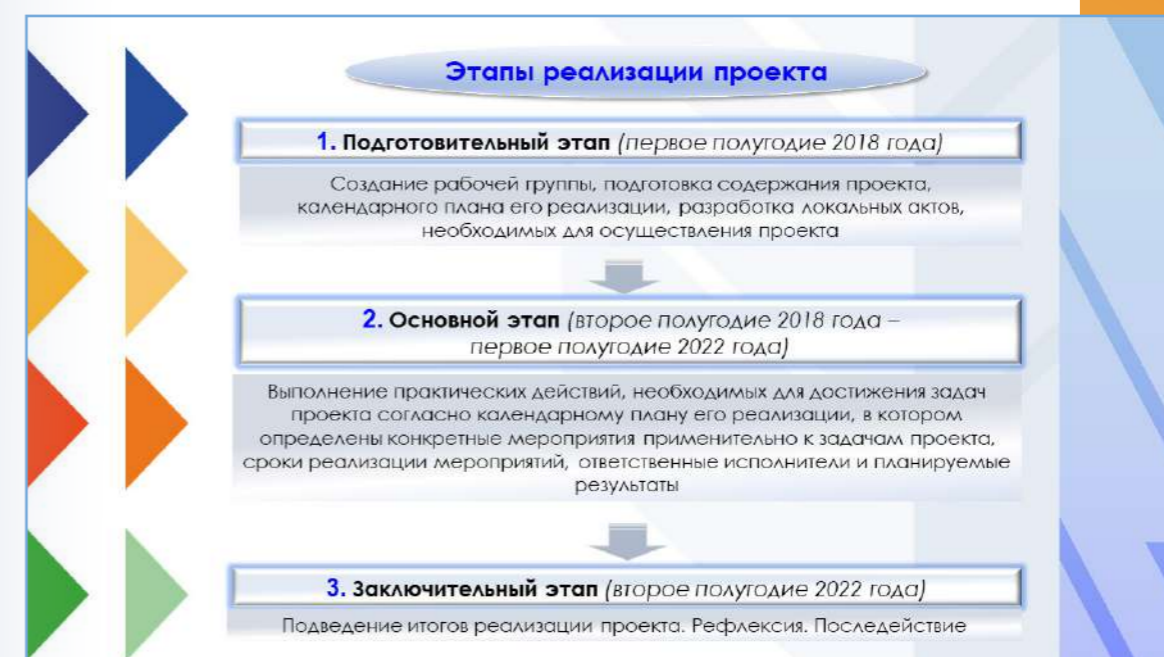 Этапы реализации проекта
1. Подготовительный этап (первое полугодие 2018 года)
Создание рабочей группы, подготовка содержания проекта,
календарного плана его реализации, разработка локальных актов,
необходимых для осуществления проекта
2. Основной этап (второе полугодие 2018 года –
первое полугодие 2022 года)
Выполнение практических действий, необходимых для достижения задач
проекта согласно календарному плану его реализации, в котором
определены конкретные мероприятия применительно к задачам проекта,
сроки реализации мероприятий, ответственные исполнители и планируемые
результаты
3. Заключительный этап (второе полугодие 2022 года)
Подведение итогов реализации проекта. Рефлексия. Последействие